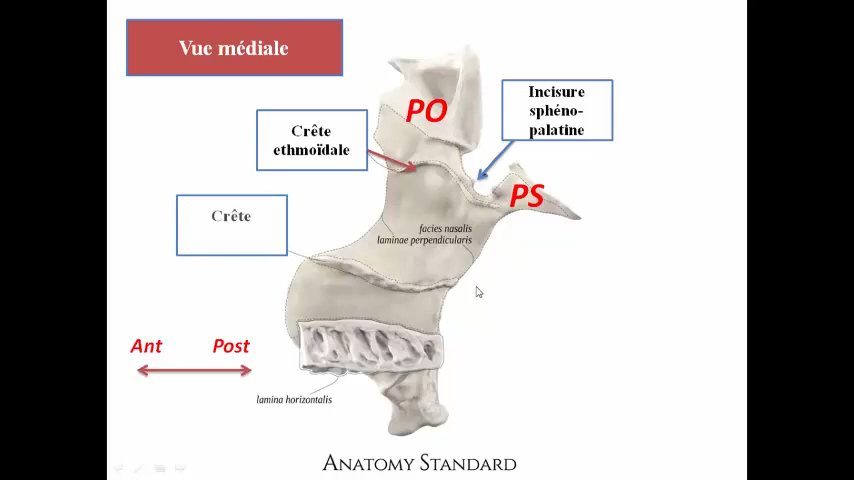 Vue médiale
PO
Incisure
sphéno-
palatine
Crête
ethmoïdale
PS
Crête
facies nasalis
laminae perpendicularis
Ant Post
lamina horizontalis
ANATOMY STANDARD